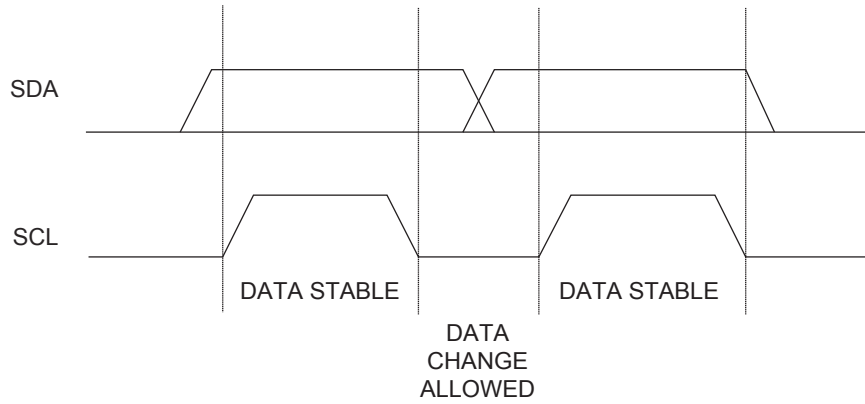 SDA
SCL
DATA STABLE
DATA STABLE
DATA
CHANGE
ALLOWED